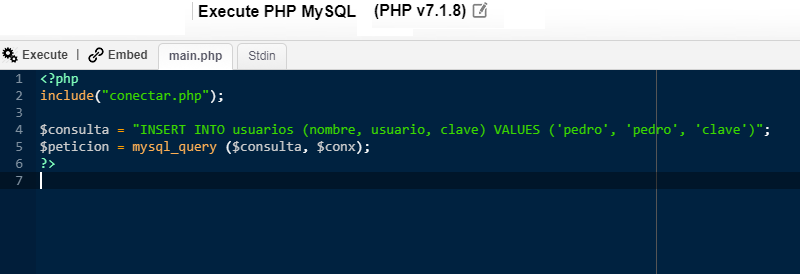 Execute PHP MySQL (PHP v7.1.8)
Execute | Embed main.php Stdin
1 <?php
2 include("conectar.php");
3
4 $consulta = "INSERT INTO usuarios (nombre, usuario, clave) VALUES ('pedro', 'pedro', 'clave')";
5 $peticion = mysql_query ($consulta, $conx);
6 ?>
7